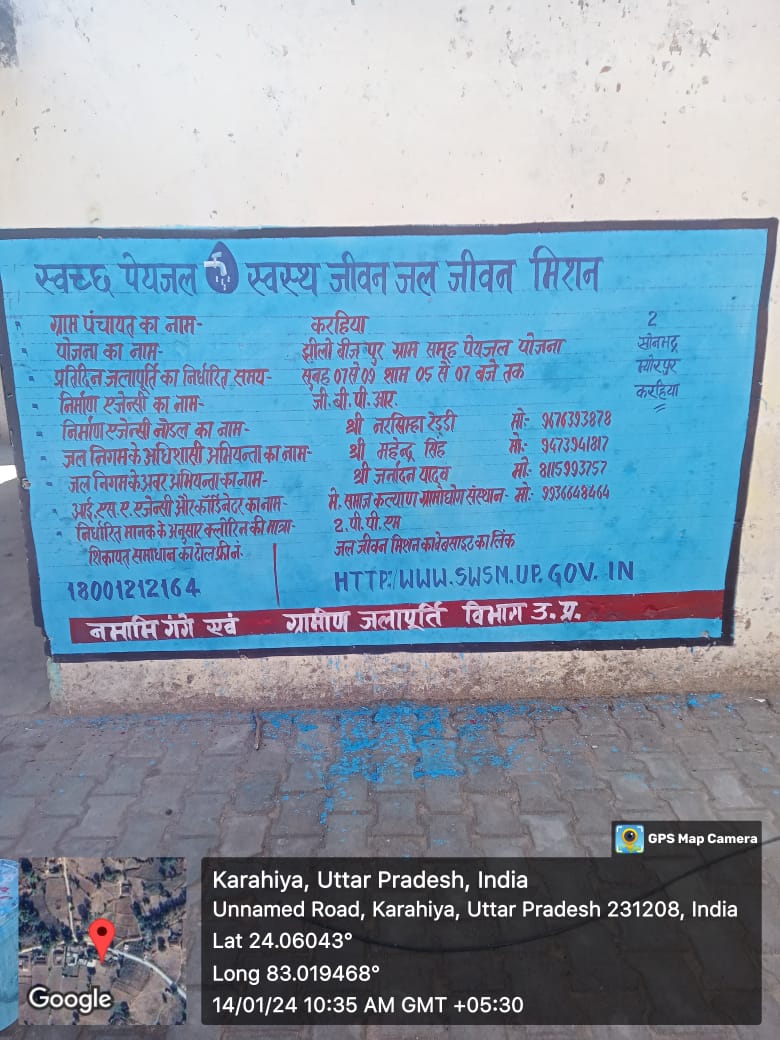 स्वच्छ पेयजल स्वस्थ जीवन जल जीवन मिशन
ग्राम पंचायत का नाम- करहिया 2
योजना का नाम- झीलो बीजपुर ग्राम समूह पेयजल योजना सोनभद्र
प्रतिदिन जलापूर्ति का निर्धारित समय- सुबह 07 से 09 शाम 05 से 07 बजे तक म्योरपुर
निर्माण एजेन्सी का नाम- जी.वी.पी.आर करहिया
निर्माण एजेन्सी नोडल का नाम- श्री नरसिम्हा रेड्डी मो:- 9676393878
जल निगम के अधिशासी अभियन्ता का नाम- श्री महेन्द्र सिंह मो:- 9473941817
जल निगम के अवर अभियन्ता का नाम- श्री जर्नादन यादव मो. 8115993757
आई.एस.ए एजेन्सी और कॉर्डिनेटर का नाम- मे. समाज कल्याण ग्रामोधोग संस्थान- मो:- 9936648464
निर्धारित मानक के अनुसार क्लोरिन की मात्रा- 2.पी.पी.एम
शिकायत समाधान का टोल फ्री नं. जल जीवन मिशन का वेबसाइट का लिंक
18001212164 HTTP:/WWW.SWSM.UP.GOV.IN
नमामि गंगे एवं ग्रामीण जलापूर्ति विभाग उ.प्र.
GPS Map Camera
Karahiya, Uttar Pradesh, India
Unnamed Road, Karahiya, Uttar Pradesh 231208, India
Lat 24.06043°
Long 83.019468°
14/01/24 10:35 AM GMT +05:30
Google